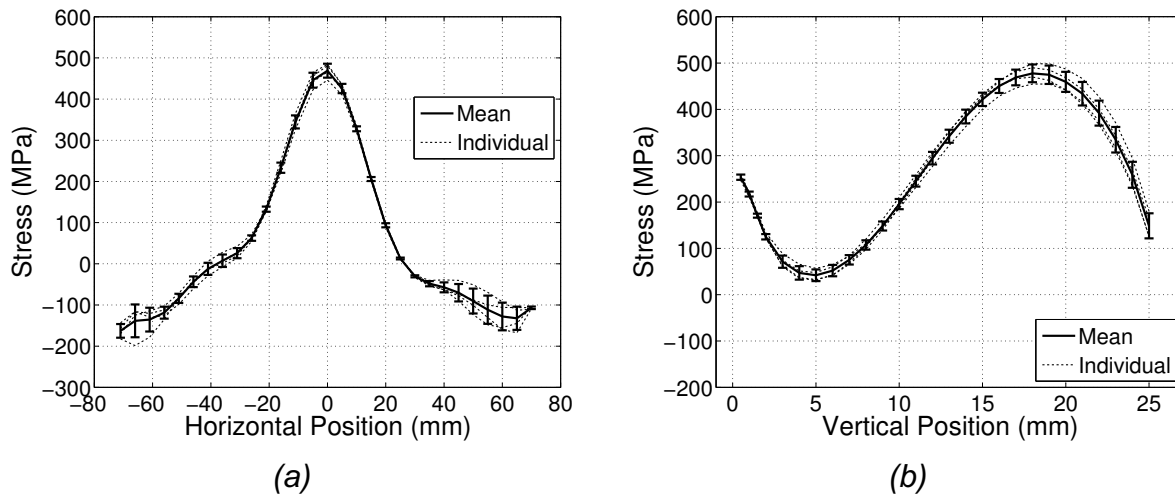 600
500
400
300
200
100
0
−100
−200
−300
Stress (MPa)
−80 −60 −40 −20 0 20 40 60 80
Horizontal Position (mm)
Mean
Individual
(a)
600
500
400
300
200
100
0
−100
−200
Stress (MPa)
0 5 10 15 20 25
Vertical Position (mm)
Mean
Individual
(b)